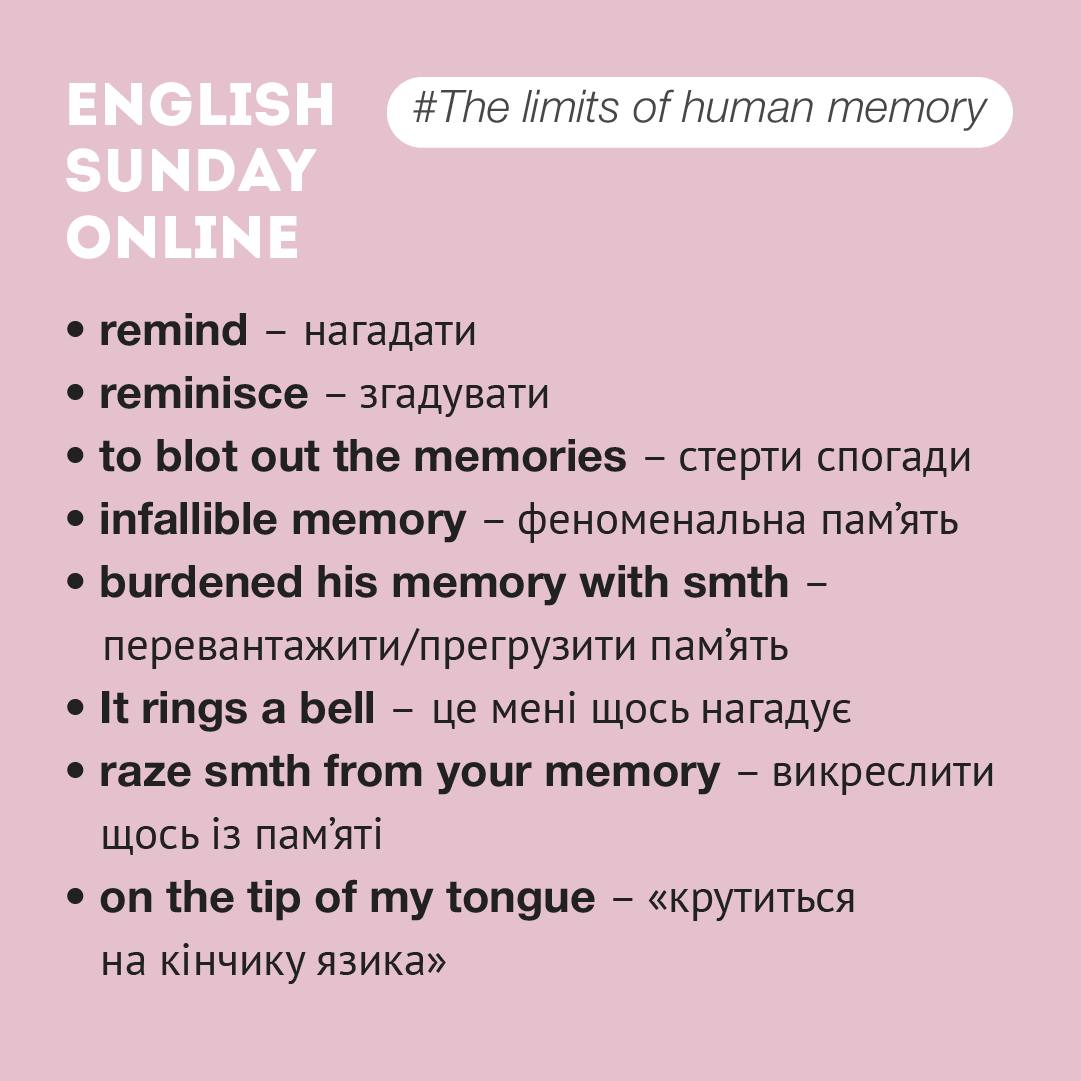 ENGLISH
SUNDAY
ONLINE
#The limits of human memory
• remind – нагадати
• reminisce – згадувати
• to blot out the memories – стерти спогади
• infallible memory – феноменальна пам’ять
• burdened his memory with smth –
перевантажити/прегрузити пам’ять
• It rings a bell – це мені щось нагадує
• raze smth from your memory – викреслити
щось із пам’яті
• on the tip of my tongue – «крутиться
на кінчику язика»